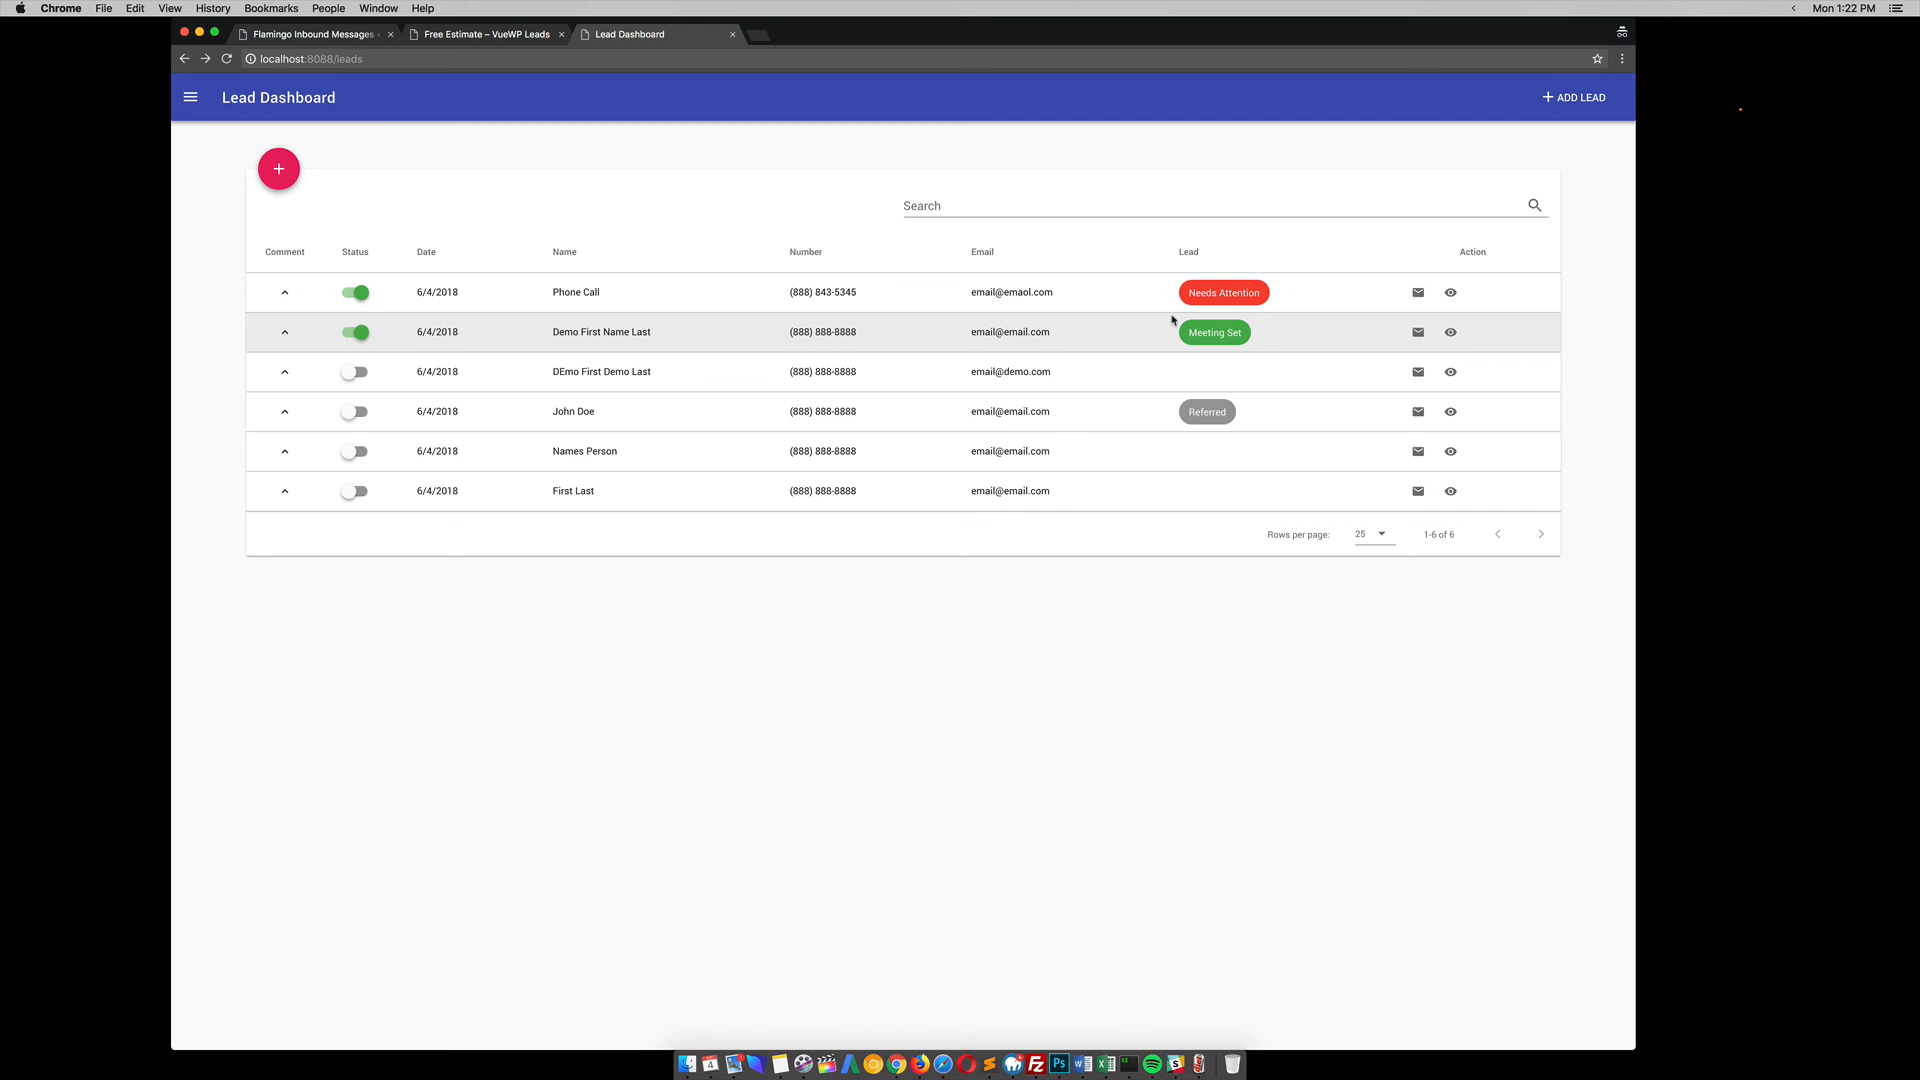 Chrome File Edit View History Bookmarks People Window Help Mon 1:22 PM
Flamingo Inbound Messages Free Estimate – VueWP Leads Lead Dashboard
localhost:8088/leads
Lead Dashboard + ADD LEAD
+
Search
Comment Status Date Name Number Email Lead Action
6/4/2018 Phone Call (888) 843-5345 email@emaol.com Needs Attention
6/4/2018 Demo First Name Last (888) 888-8888 email@email.com Meeting Set
6/4/2018 DEmo First Demo Last (888) 888-8888 email@demo.com
6/4/2018 John Doe (888) 888-8888 email@email.com Referred
6/4/2018 Names Person (888) 888-8888 email@email.com
6/4/2018 First Last (888) 888-8888 email@email.com
Rows per page: 25 1-6 of 6
4 Fz Ps W X